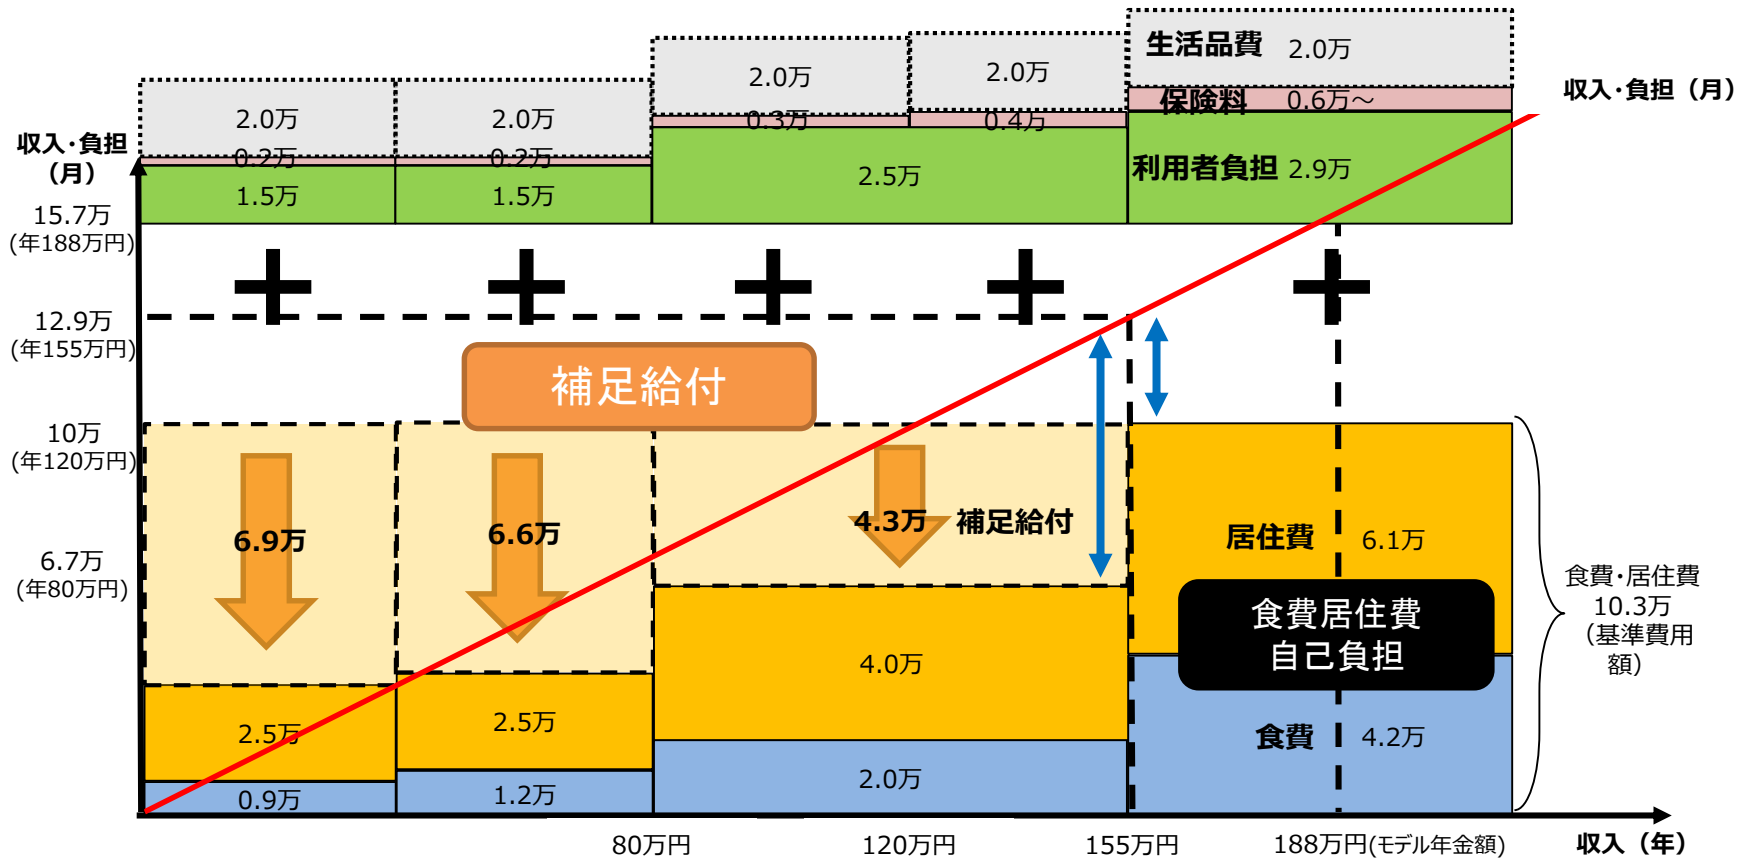 生活品費 2.0万
2.0万
2.0万
2.0万
2.0万
保険料 0.6万～
0.2万
0.2万
0.3万
0.4万
利用者負担 2.9万
1.5万
1.5万
2.5万
収入・負担（月）
収入・負担
（月）
15.7万
(年188万円)
12.9万
(年155万円)
10万
(年120万円)
6.7万
(年80万円)
補足給付
6.9万
6.6万
4.3万
補足給付
居住費 6.1万
食費居住費
自己負担
食費 4.2万
2.5万
2.5万
4.0万
0.9万
1.2万
2.0万
食費・居住費
10.3万
（基準費用
額）
80万円
120万円
155万円
188万円(モデル年金額)
収入（年）